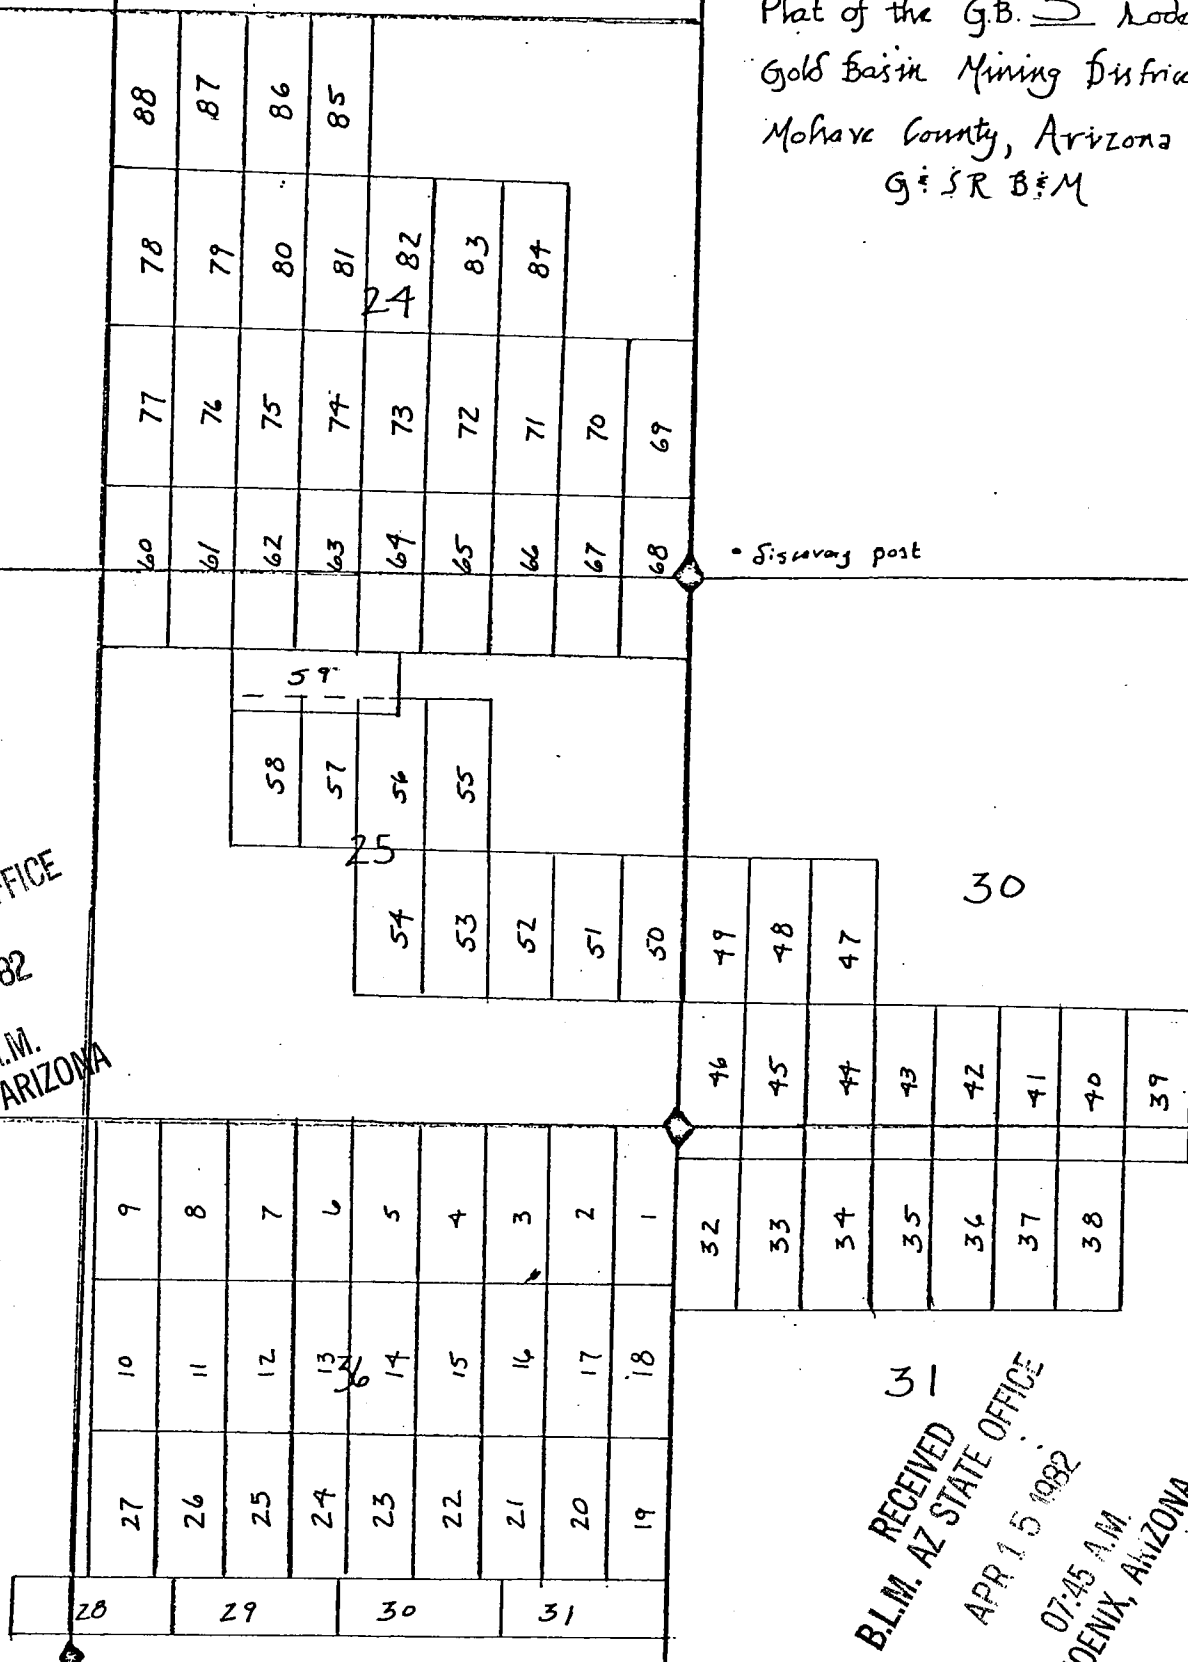 Plat of the G.B.
Gold Basin Mining Distric
Mohave County, Arizona
G & S R B & M
88 87 86 85
78 79 80 81 82 83 84
24
77 76 75 74 73 72 71 70 69
60 61 62 63 64 65 66 67 68
• discovery post
59
58 57 56 55
25
30
54 53 52 51 50 49 48 47
46 45 44 43 42 41 40 39
FFICE
82
.M.
ARIZONA
9 8 7 6 5 4 3 2 1
32 33 34 35 36 37 38
10 11 12 13 14 15 16 17 18
36
31
27 26 25 24 23 22 21 20 19
28 29 30 31
RECEIVED
B.L.M. AZ STATE OFFICE
APR 15 1982
07:45 A.M.
OENIX, ARIZONA